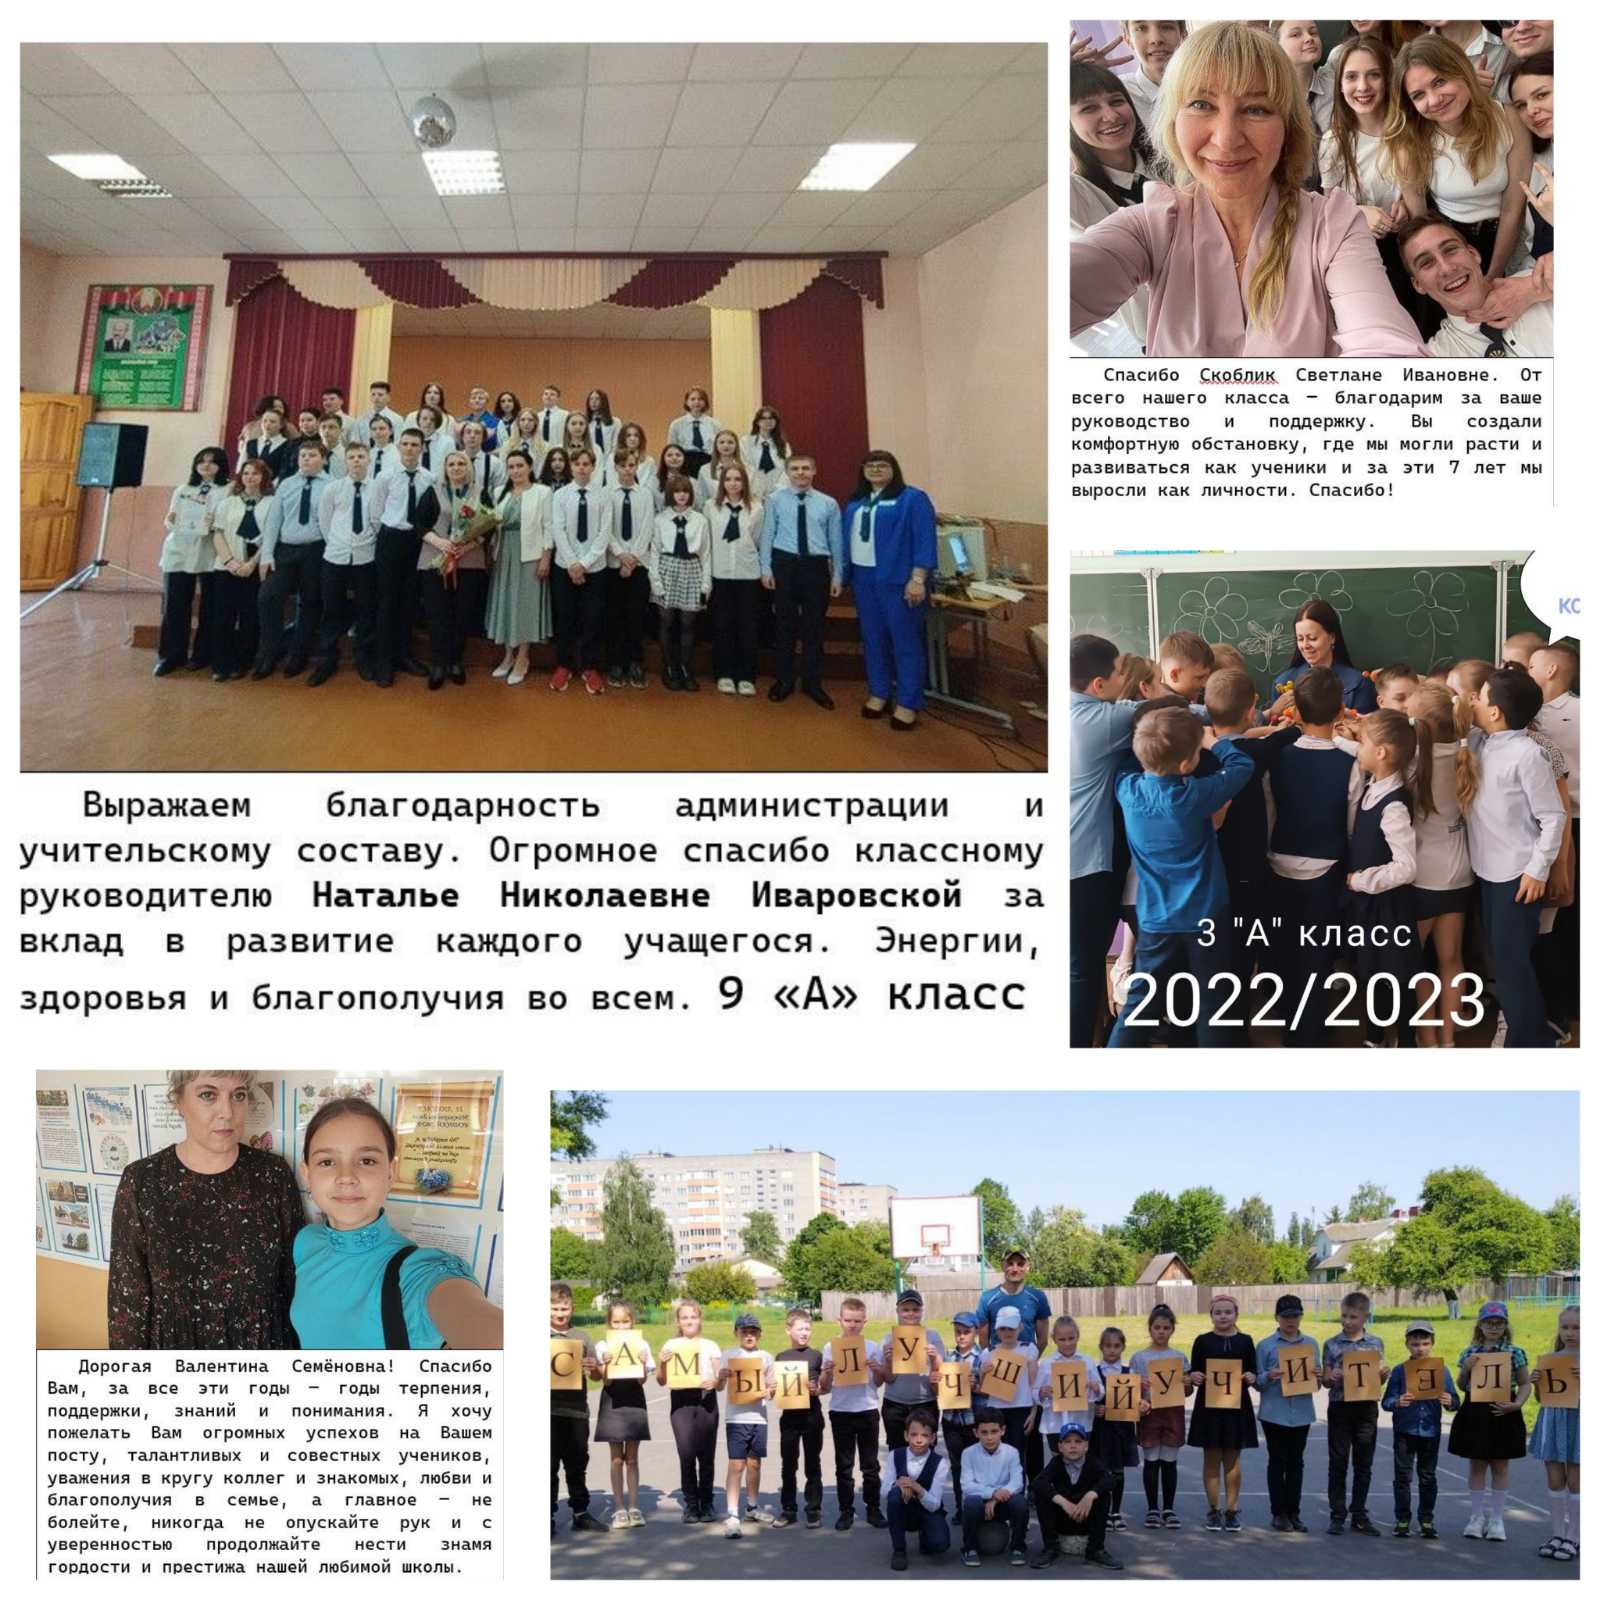 Выражаем благодарность администрации и
учительскому составу. Огромное спасибо классному
руководителю Наталье Николаевне Иваровской за
вклад в развитие каждого учащегося. Энергии,
здоровья и благополучия во всем. 9 «А» класс
Спасибо Скоблик Светлане Ивановне. От
всего нашего класса – благодарим за ваше
руководство и поддержку. Вы создали
комфортную обстановку, где мы могли расти и
развиваться как ученики и за эти 7 лет мы
выросли как личности. Спасибо!
3 "А" класс
2022/2023
Дорогая Валентина Семёновна! Спасибо
Вам, за все эти годы – годы терпения,
поддержки, знаний и понимания. Я хочу
пожелать Вам огромных успехов на Вашем
посту, талантливых и совестных учеников,
уважения в кругу коллег и знакомых, любви и
благополучия в семье, а главное – не
болейте, никогда не опускайте рук и с
уверенностью продолжайте нести знамя
гордости и престижа нашей любимой школы.
САМЫЙ ЛУЧШИЙ УЧИТЭЛЬ